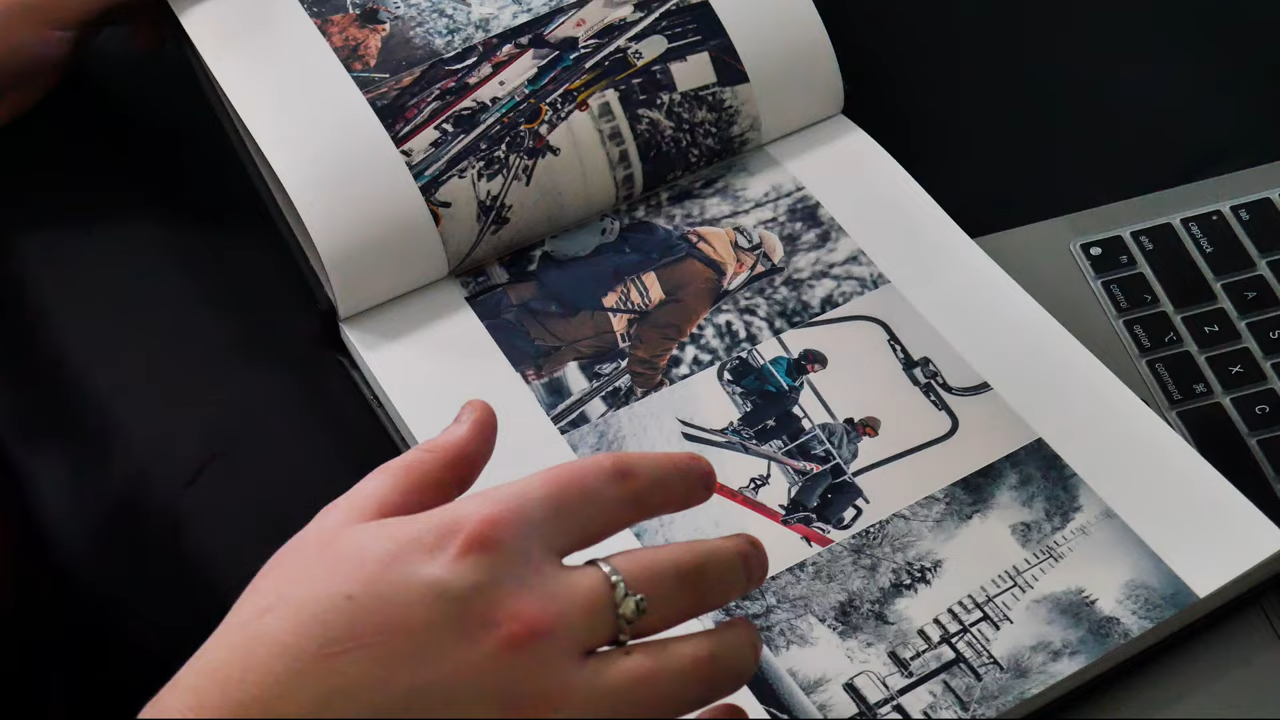 tab
caps lock
shift
fn
control
option
command
A
S
Z
X
C